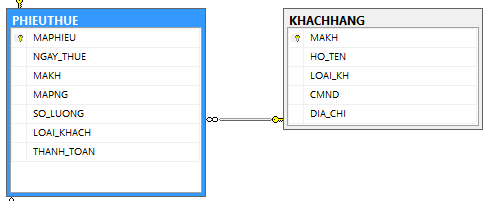 PHIEUTHUE
MAPHIEU
NGAY_THUE
MAKH
MAPNG
SO_LUONG
LOAI_KHACH
THANH_TOAN
KHACHHANG
MAKH
HO_TEN
LOAI_KH
CMND
DIA_CHI